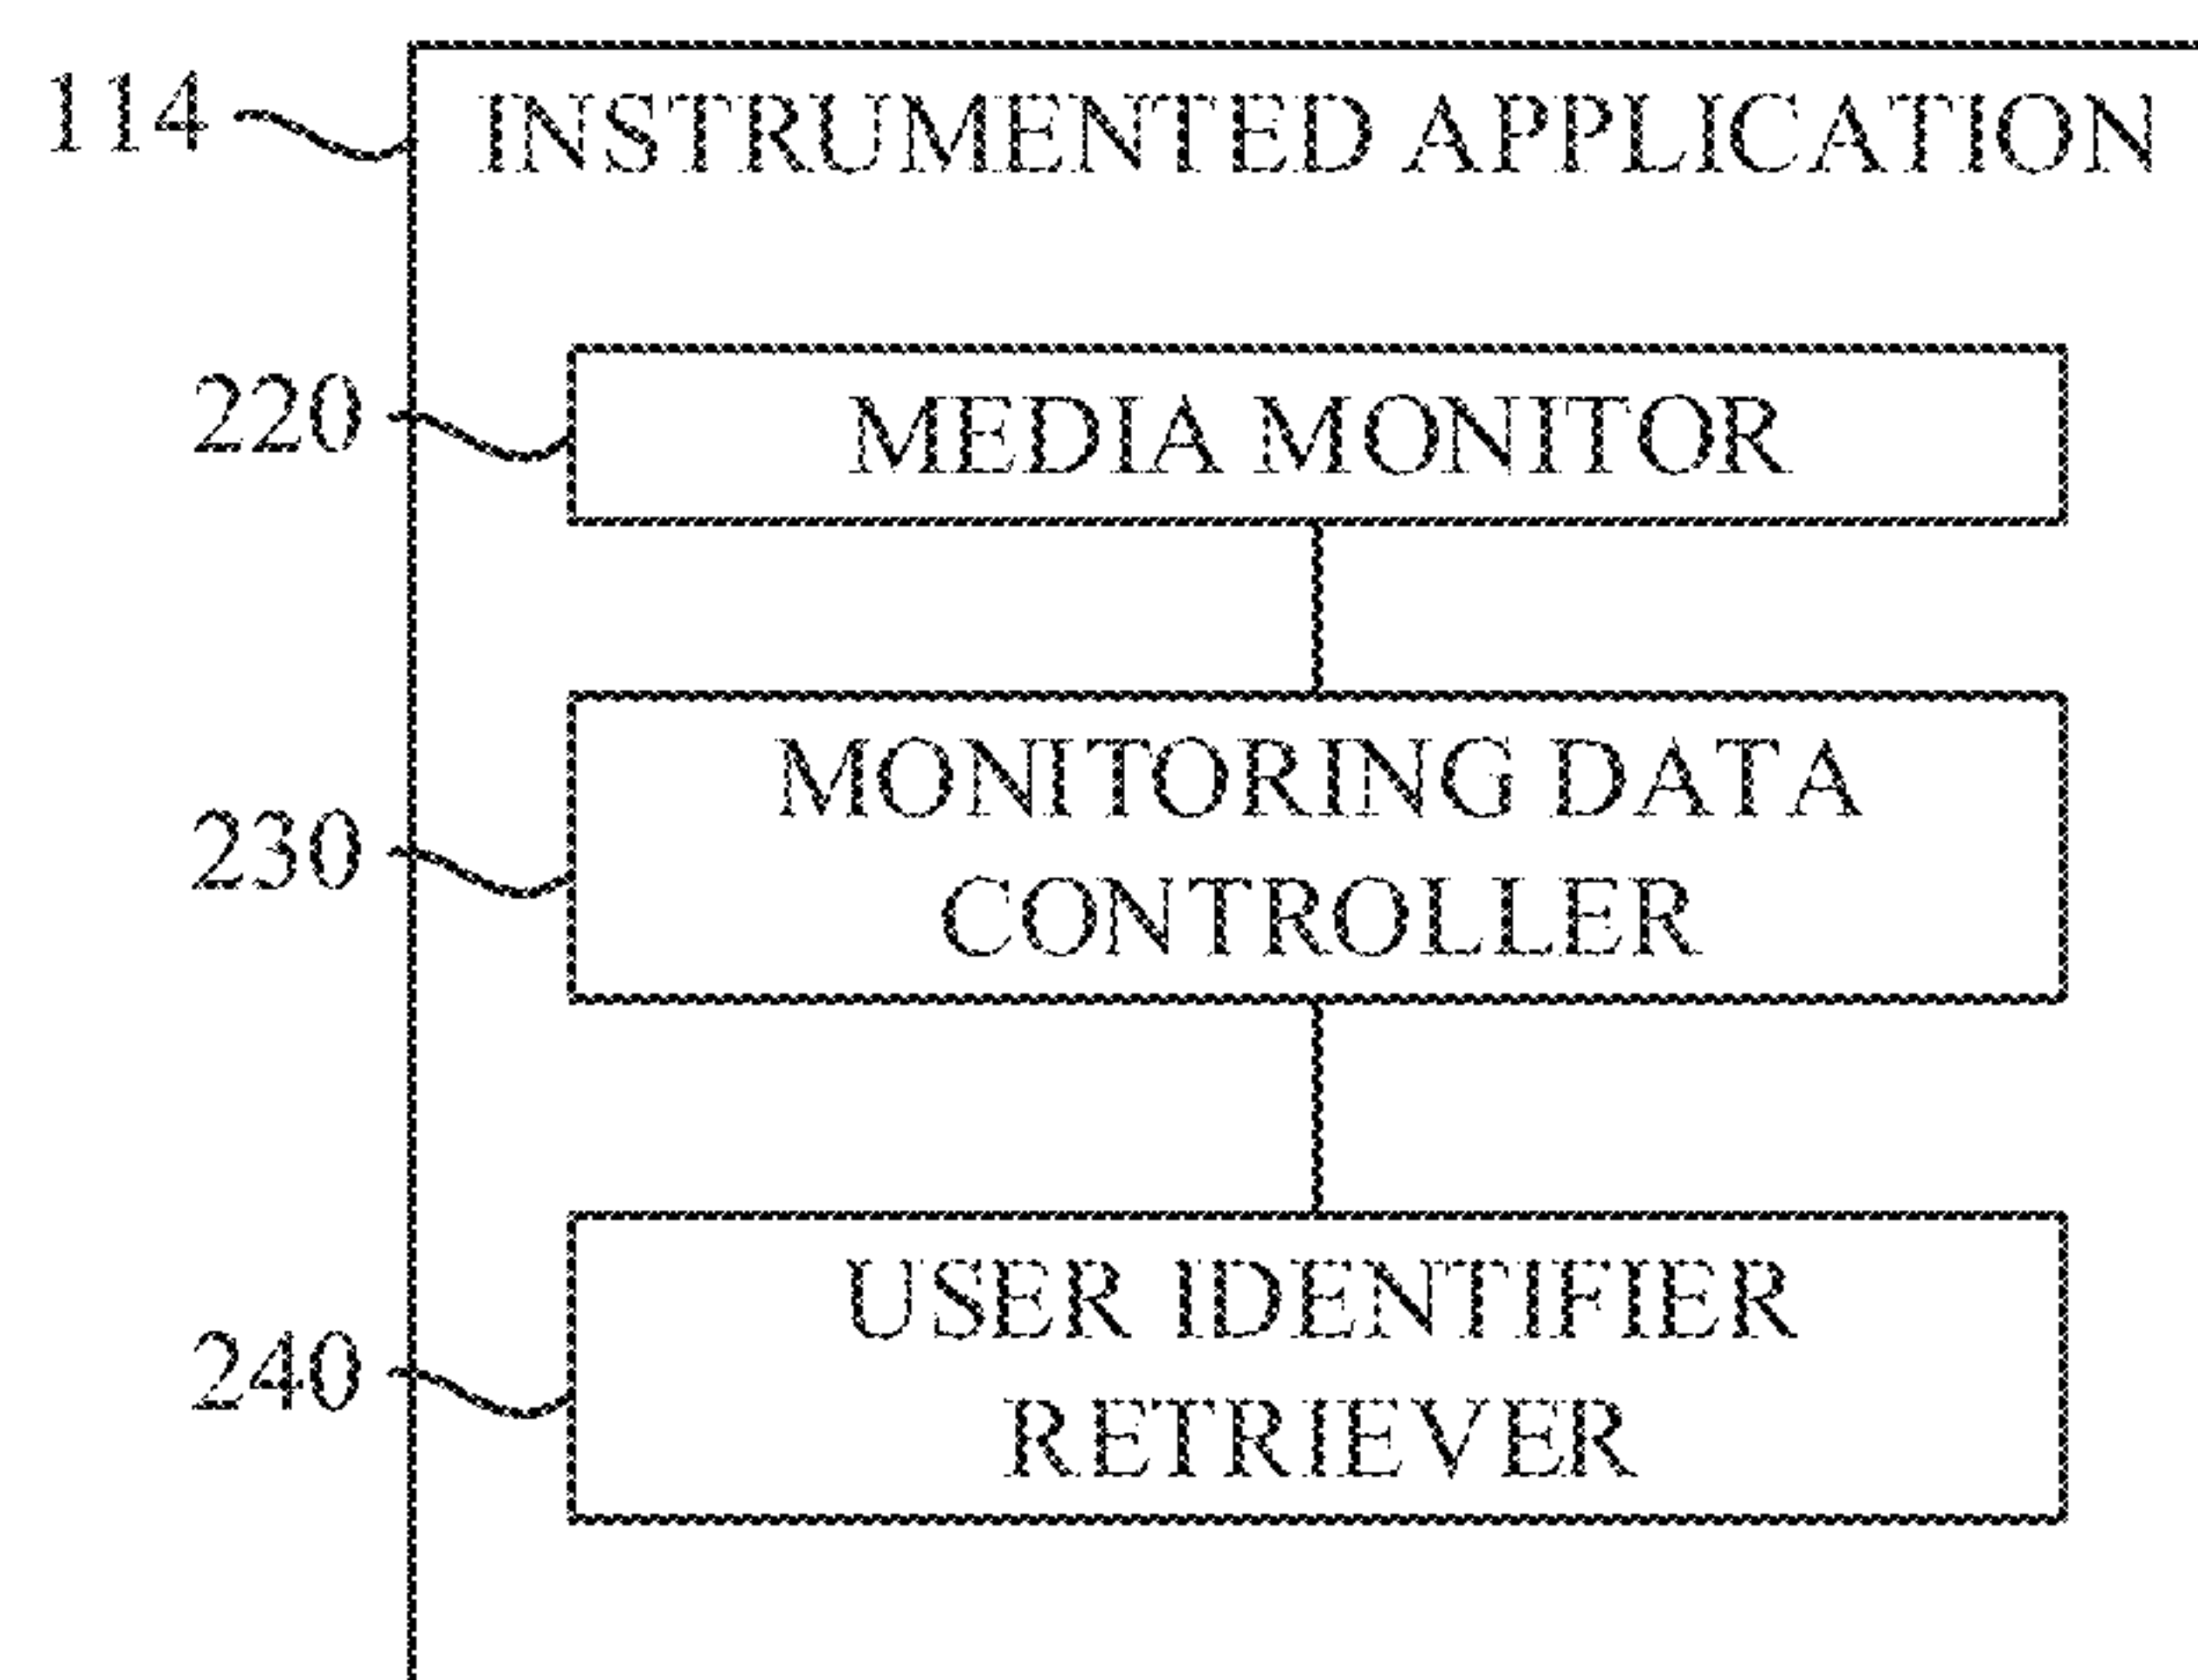 114 INSTRUMENTED APPLICATION
220 MEDIA MONITOR
MONITORING DATA
230
CONTROLLER
USER IDENTIFIER
240
RETRIEVER